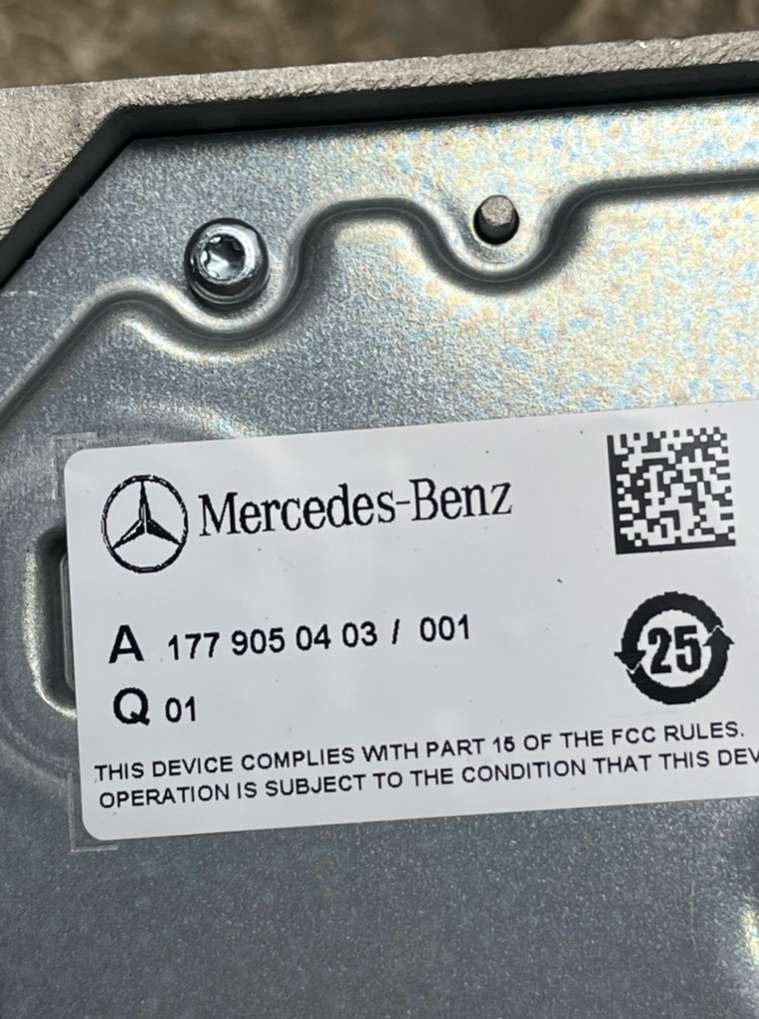 Mercedes-Benz
A 177 905 04 03 / 001
25
Q 01
THIS DEVICE COMPLIES WITH PART 15 OF THE FCC RULES.
OPERATION IS SUBJECT TO THE CONDITION THAT THIS DEV